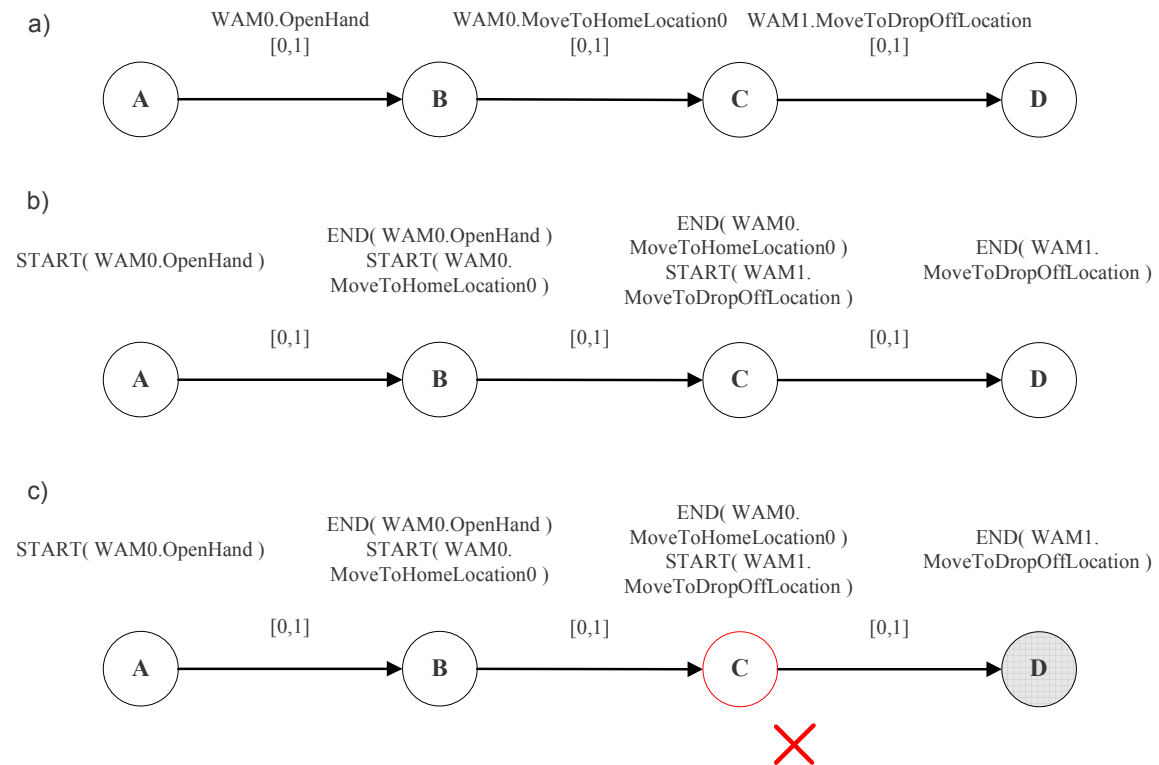 a)
WAM0.OpenHand
[0,1]
WAM0.MoveToHomeLocation0
[0,1]
WAM1.MoveToDropOffLocation
[0,1]
A
B
C
D
b)
START( WAM0.OpenHand )
END( WAM0.OpenHand )
START( WAM0.
MoveToHomeLocation0 )
END( WAM0.
MoveToHomeLocation0 )
START( WAM1.
MoveToDropOffLocation )
END( WAM1.
MoveToDropOffLocation )
[0,1]
[0,1]
[0,1]
A
B
C
D
c)
START( WAM0.OpenHand )
END( WAM0.OpenHand )
START( WAM0.
MoveToHomeLocation0 )
END( WAM0.
MoveToHomeLocation0 )
START( WAM1.
MoveToDropOffLocation )
END( WAM1.
MoveToDropOffLocation )
[0,1]
[0,1]
[0,1]
A
B
C
D